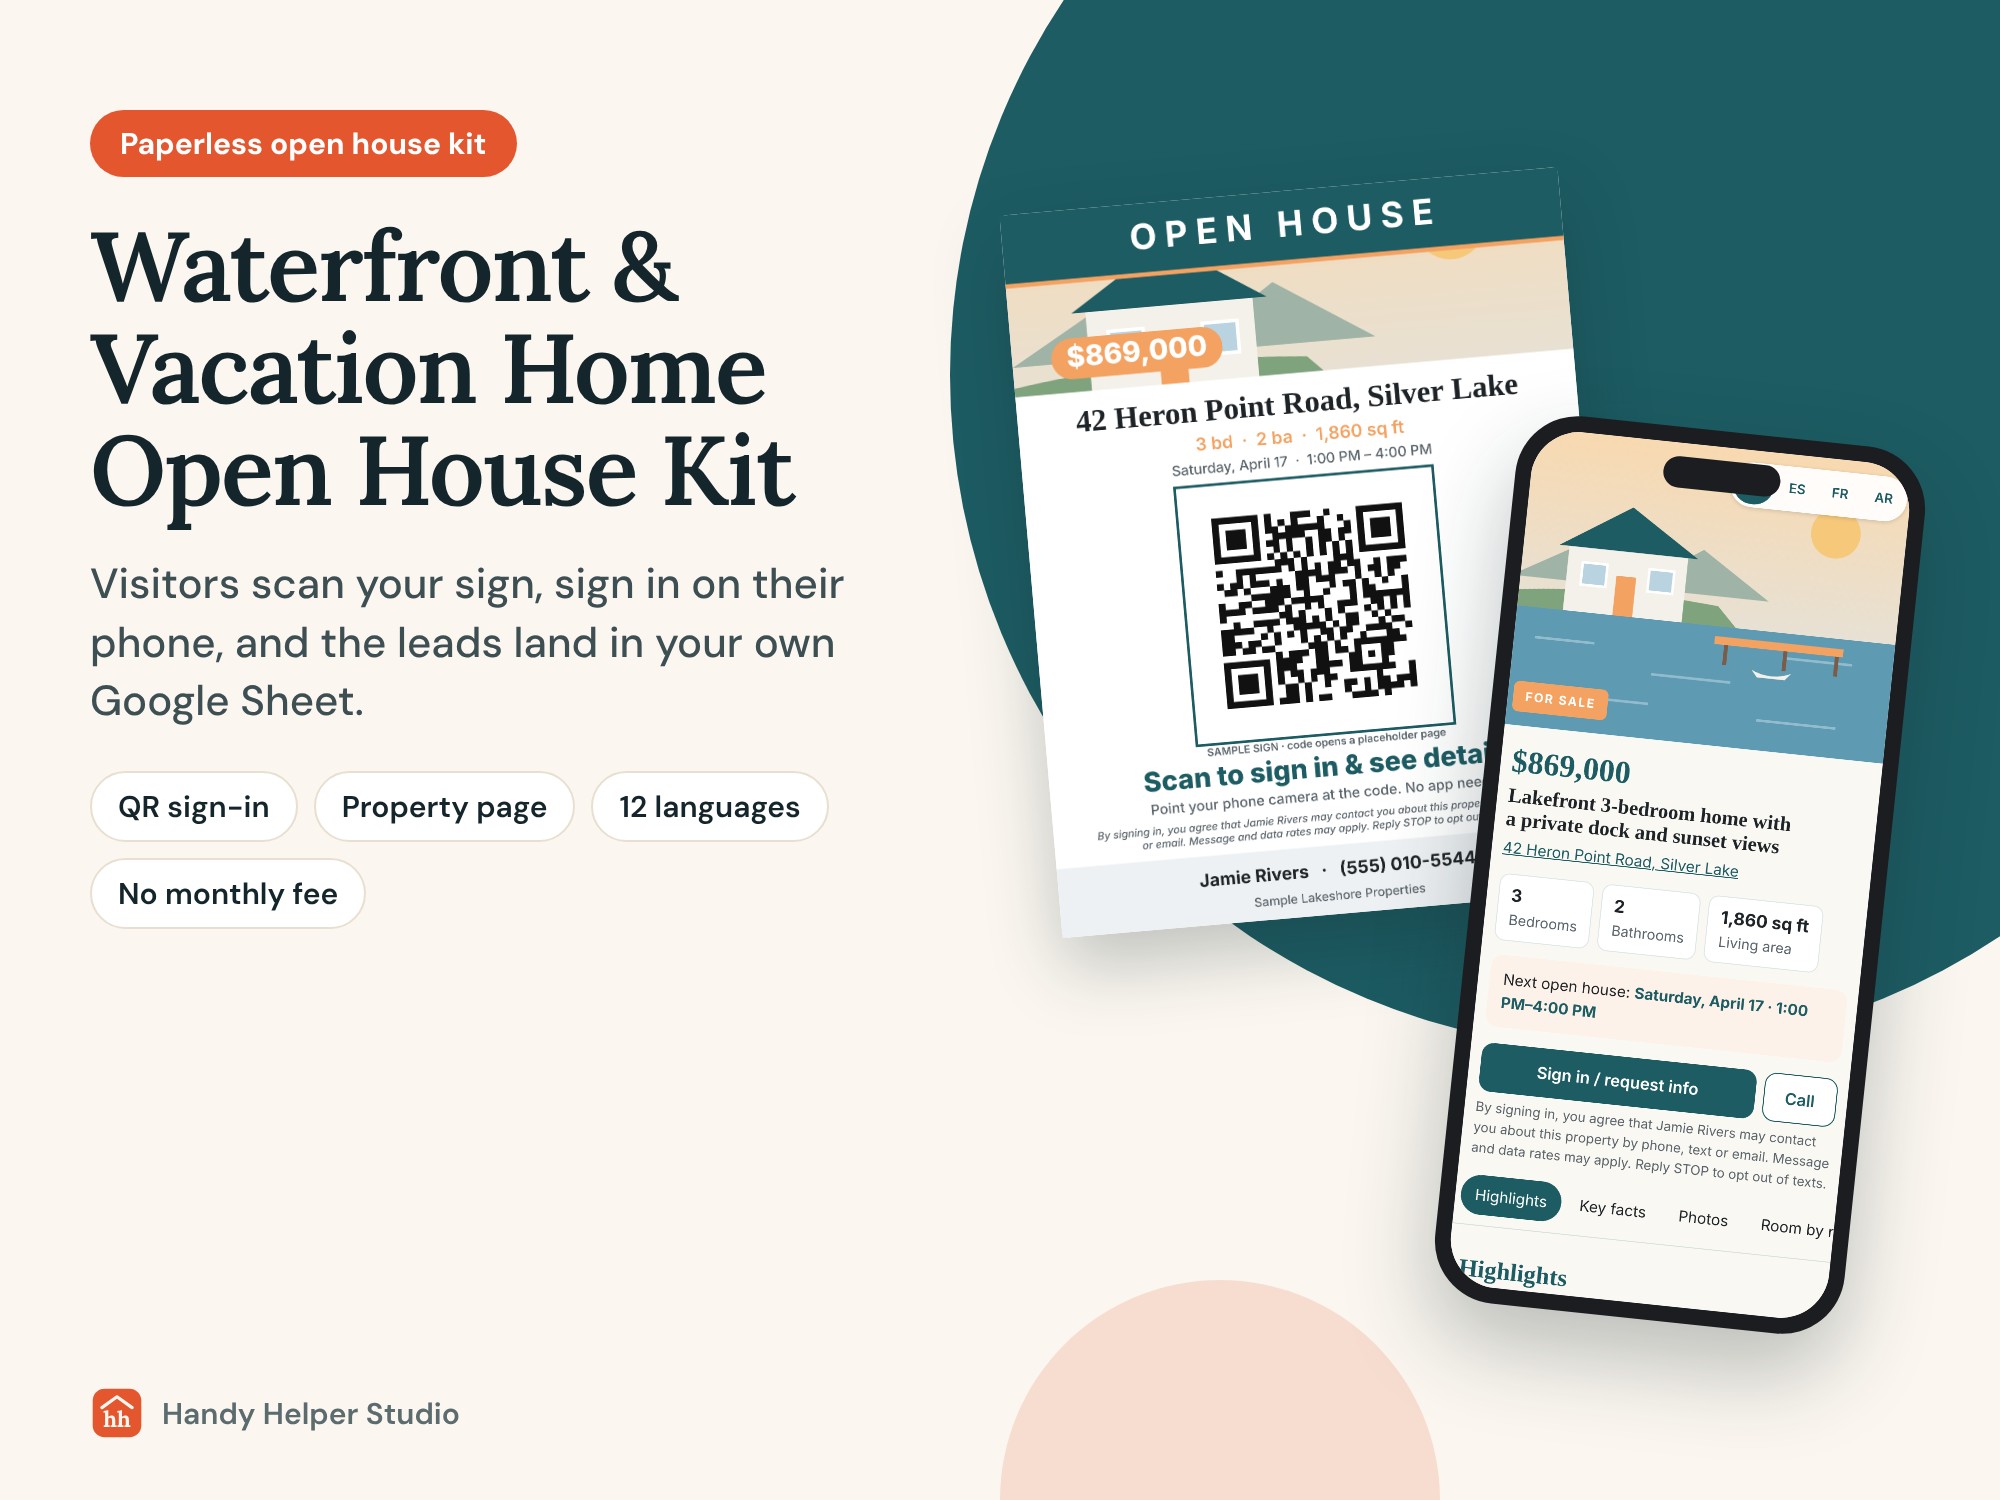 Paperless open house kit
Waterfront &
Vacation Home
Open House Kit
Visitors scan your sign, sign in on their
phone, and the leads land in your own
Google Sheet.
QR sign-in
Property page
12 languages
No monthly fee
hh
Handy Helper Studio
OPEN HOUSE
$869,000
42 Heron Point Road, Silver Lake
3 bd · 2 ba · 1,860 sq ft
Saturday, April 17 · 1:00 PM – 4:00 PM
SAMPLE SIGN · code opens a placeholder page
Scan to sign in & see
Point your phone camera at the code. No app
By signing in, you agree that Jamie Rivers may contact you about this
or email. Message and data rates may apply. Reply STOP to opt
Jamie Rivers · (555) 010-5544
Sample Lakeshore Properties
ES FR AR
FOR SALE
$869,000
Lakefront 3-bedroom home with
a private dock and sunset views
42 Heron Point Road, Silver Lake
3
Bedrooms
2
Bathrooms
1,860 sq ft
Living area
Next open house: Saturday, April 17 · 1:00
PM–4:00 PM
Sign in / request info
Call
By signing in, you agree that Jamie Rivers may contact
you about this property by phone, text or email. Message
and data rates may apply. Reply STOP to opt out of texts.
Highlights
Key facts
Photos
Room by
Highlights